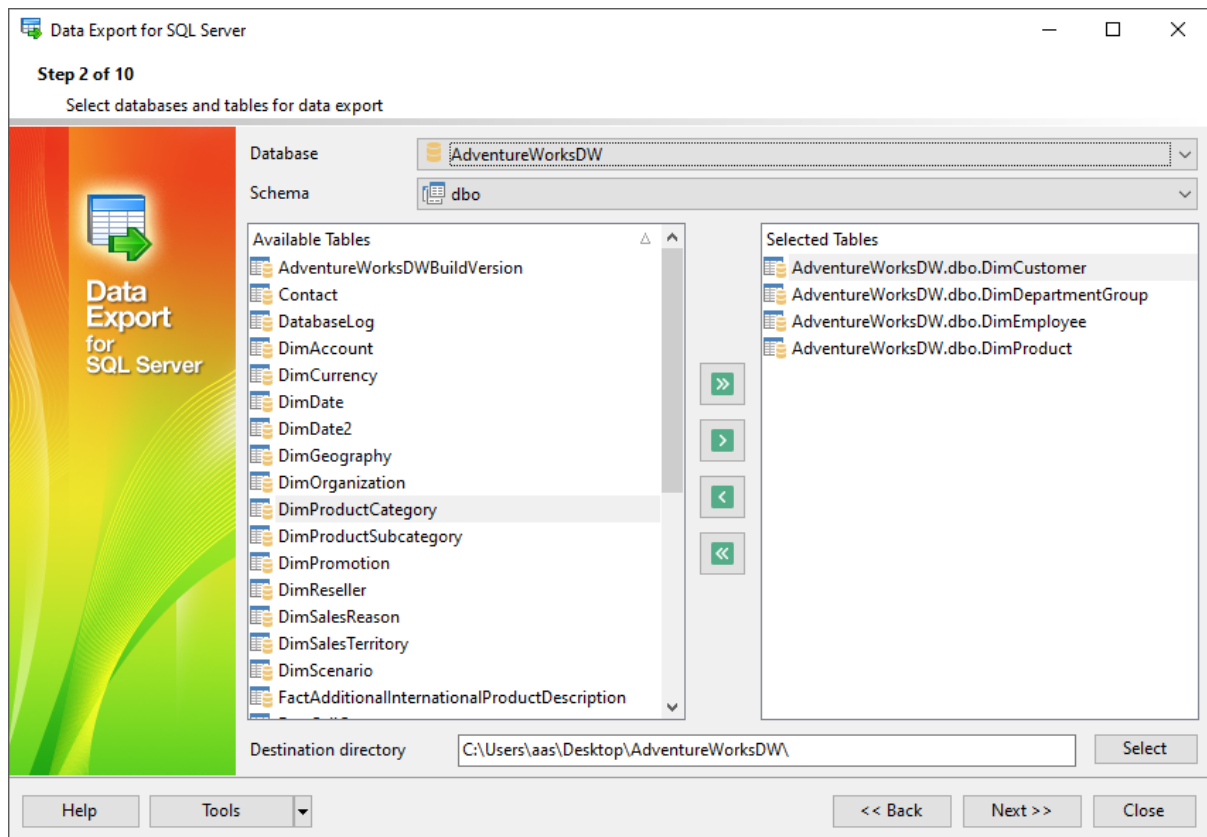 Data Export for SQL Server
Step 2 of 10
Select databases and tables for data export
Data
Export
for
SQL Server
Database
AdventureWorksDW
Schema
dbo
Available Tables
AdventureWorksDWBuildVersion
Contact
DatabaseLog
DimAccount
DimCurrency
DimDate
DimDate2
DimGeography
DimOrganization
DimProductCategory
DimProductSubcategory
DimPromotion
DimReseller
DimSalesReason
DimSalesTerritory
DimScenario
FactAdditionalInternationalProductDescription
Selected Tables
AdventureWorksDW.dbo.DimCustomer
AdventureWorksDW.dbo.DimDepartmentGroup
AdventureWorksDW.dbo.DimEmployee
AdventureWorksDW.dbo.DimProduct
Destination directory
C:\Users\aas\Desktop\AdventureWorksDW\
Select
Help
Tools
<< Back
Next >>
Close